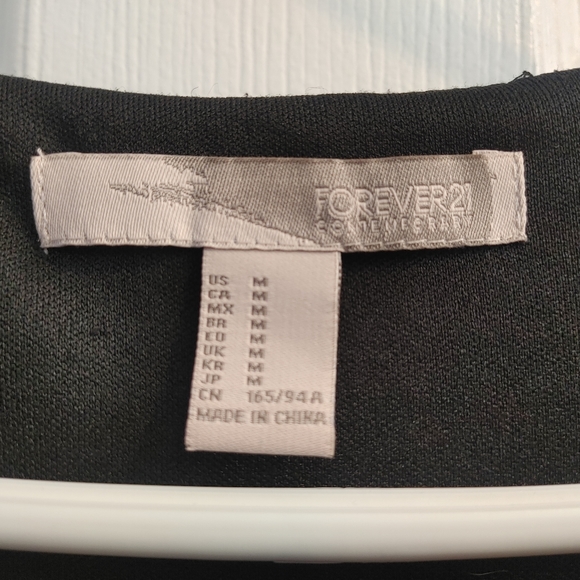 FOREVER21
CONTEMPORARY
US M
CA M
MX M
BR M
EU M
UK M
KR M
JP M
CN 165/94A
MADE IN CHINA